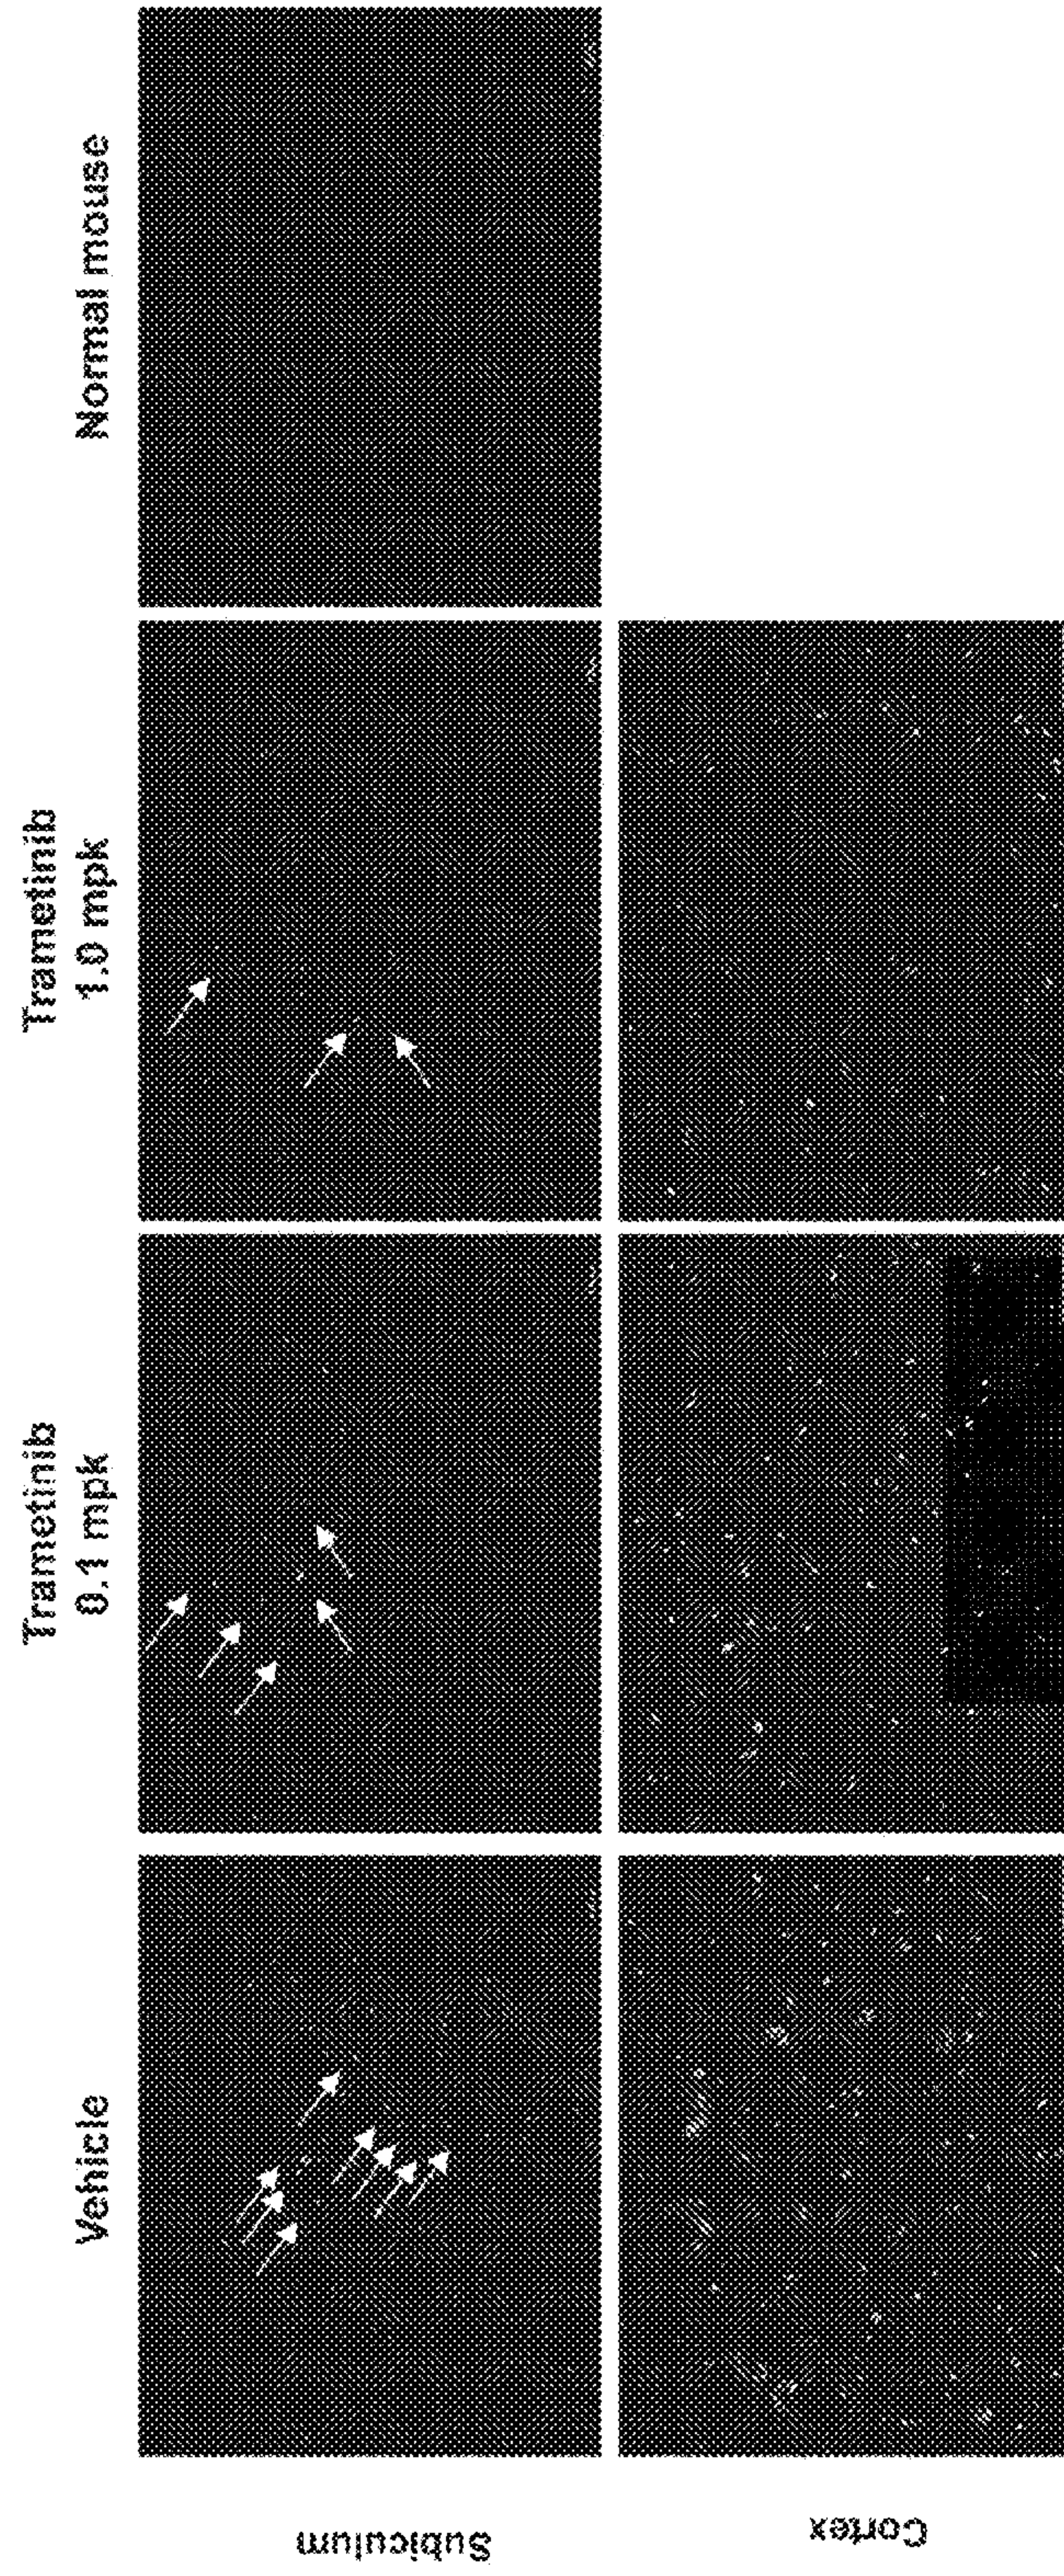 Vehicle
Trametinib
0.1 mpk
Trametinib
1.0 mpk
Normal mouse
Subiculum
Cortex